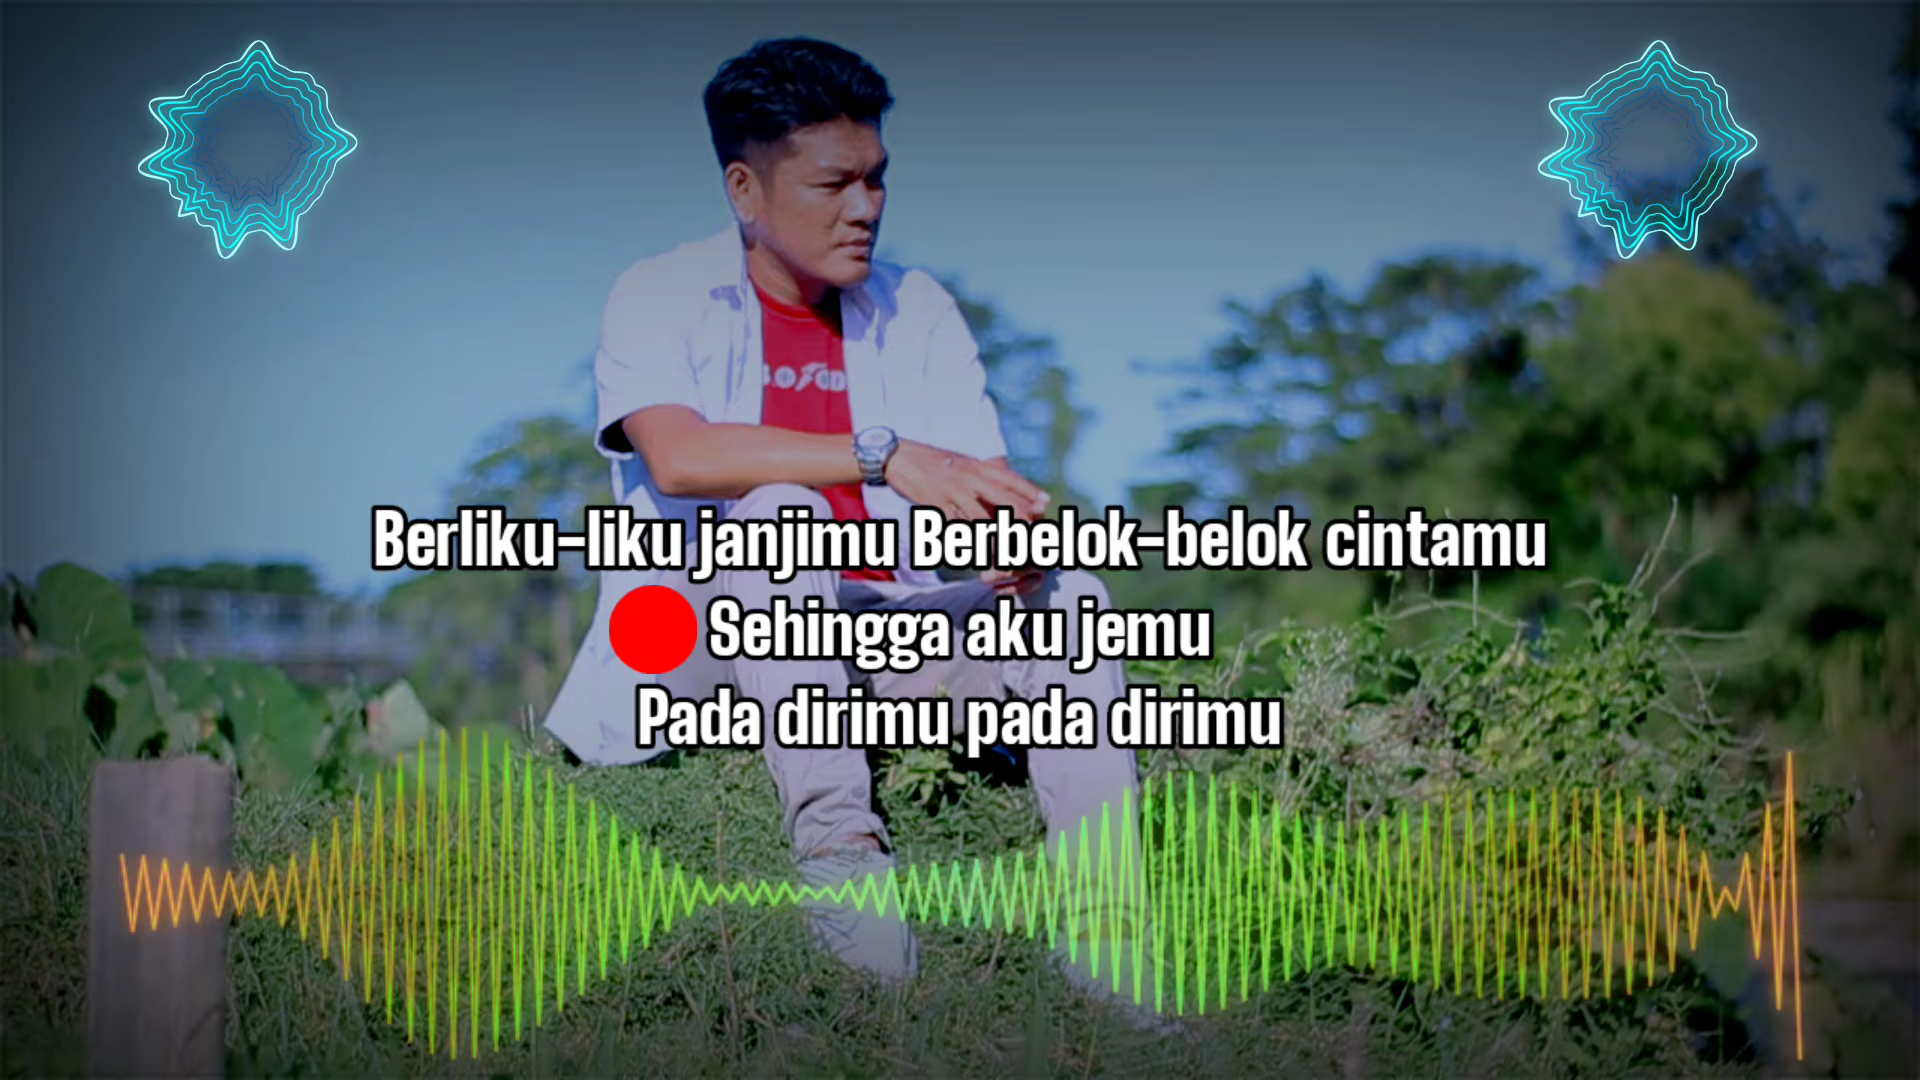 Berliku-liku janjimu Berbelok-belok cintamu
Sehingga aku jemu
Pada dirimu pada dirimu